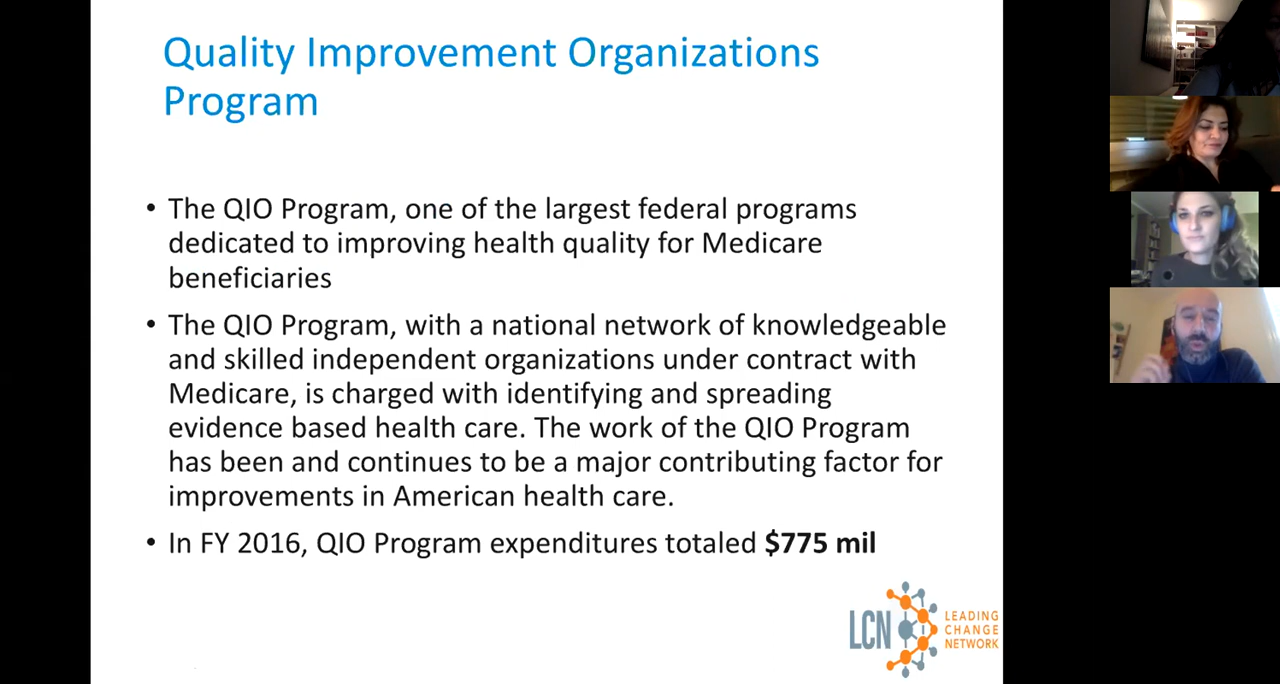 Quality Improvement Organizations
Program
• The QIO Program, one of the largest federal programs
dedicated to improving health quality for Medicare
beneficiaries
• The QIO Program, with a national network of knowledgeable
and skilled independent organizations under contract with
Medicare, is charged with identifying and spreading
evidence based health care. The work of the QIO Program
has been and continues to be a major contributing factor for
improvements in American health care.
• In FY 2016, QIO Program expenditures totaled $775 mil
LCN
LEADING
CHANGE
NETWORK